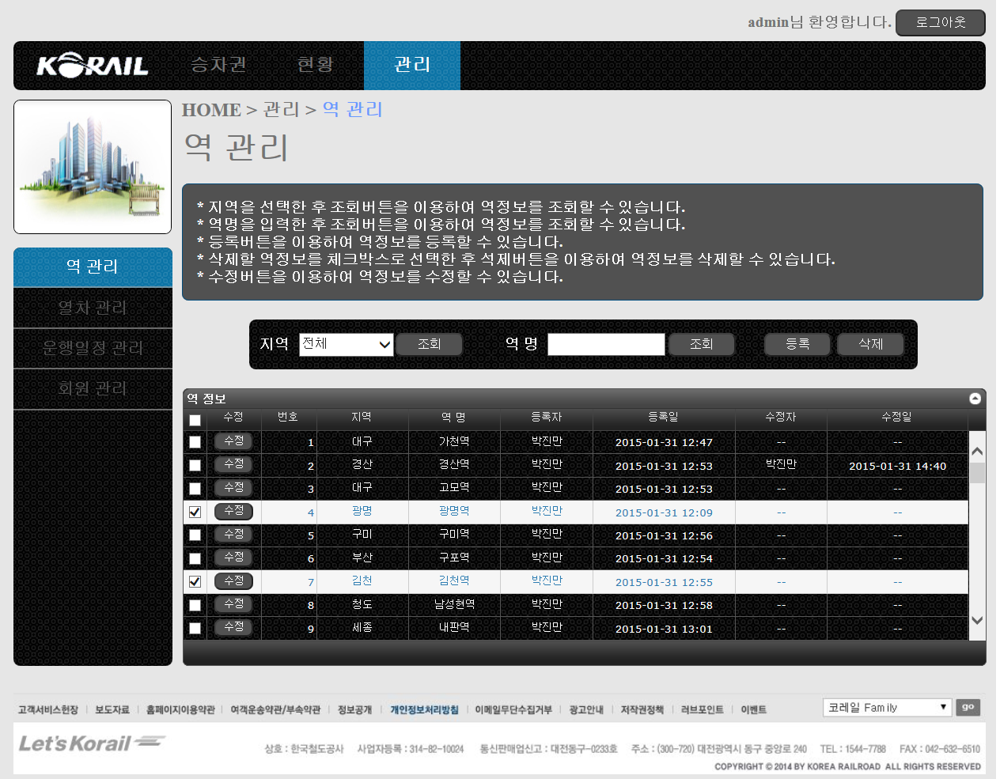 admin님 환영합니다. 로그아웃
KORAIL 승차권 현황 관리
HOME > 관리 > 역 관리
역 관리
* 지역을 선택한 후 조회버튼을 이용하여 역정보를 조회할 수 있습니다.
* 역명을 입력한 후 조회버튼을 이용하여 역정보를 조회할 수 있습니다.
* 등록버튼을 이용하여 역정보를 등록할 수 있습니다.
* 삭제할 역정보를 체크박스로 선택한 후 석제버튼을 이용하여 역정보를 삭제할 수 있습니다.
* 수정버튼을 이용하여 역정보를 수정할 수 있습니다.
역 관리
열차 관리
운행일정 관리
회원 관리
지역 전체 조회 역 명 조회 등록 삭제
역 정보
수정 번호 지역 역 명 등록자 등록일 수정자 수정일
수정 1 대구 가천역 박진만 2015-01-31 12:47 -- --
수정 2 경산 경산역 박진만 2015-01-31 12:53 박진만 2015-01-31 14:40
수정 3 대구 고모역 박진만 2015-01-31 12:53 -- --
수정 4 광명 광명역 박진만 2015-01-31 12:09 -- --
수정 5 구미 구미역 박진만 2015-01-31 12:56 -- --
수정 6 부산 구포역 박진만 2015-01-31 12:54 -- --
수정 7 김천 김천역 박진만 2015-01-31 12:55 -- --
수정 8 청도 남성현역 박진만 2015-01-31 12:58 -- --
수정 9 세종 내판역 박진만 2015-01-31 13:01 -- --
고객서비스헌장 보도자료 홈페이지이용약관 여객운송약관/부속약관 정보공개 개인정보처리방침 이메일무단수집거부 광고안내 저작권정책 러브포인트 이벤트 코레일 Family go
Let's Korail
상호 : 한국철도공사 사업자등록 : 314-82-10024 통신판매업신고 : 대전동구-0233호 주소 : (300-720) 대전광역시 동구 중앙로 240 TEL : 1544-7788 FAX : 042-632-6510
COPYRIGHT © 2014 BY KOREA RAILROAD ALL RIGHTS RESERVED